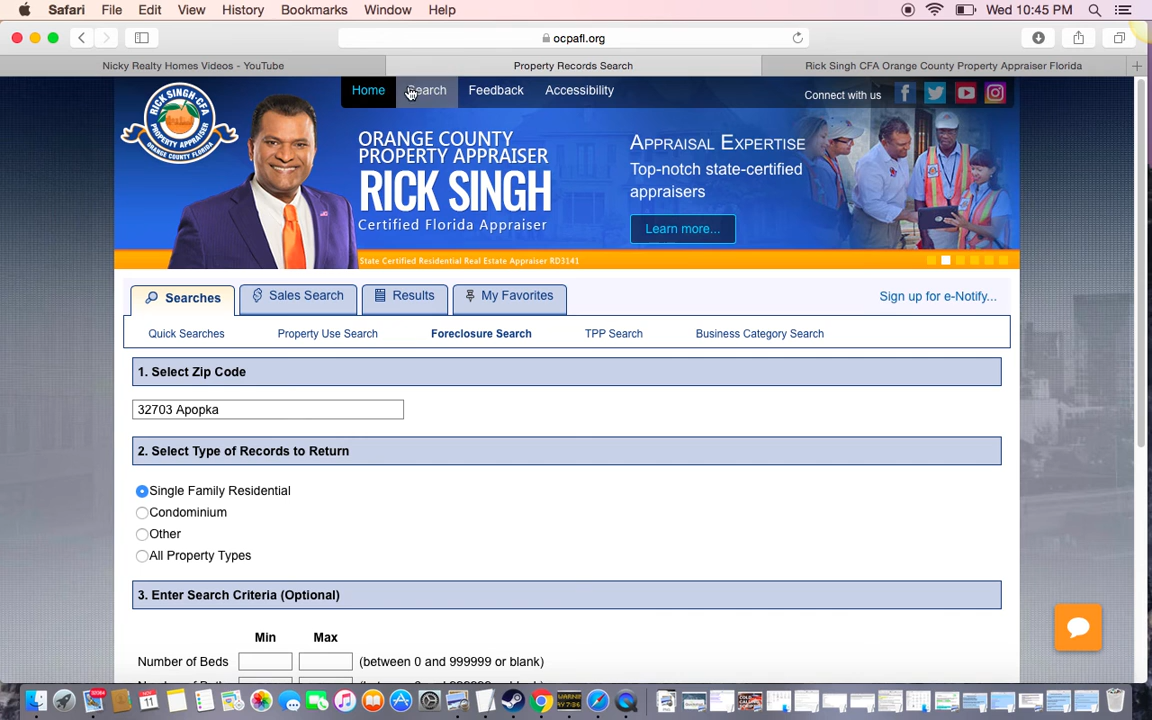 Safari File Edit View History Bookmarks Window Help Wed 10:45 PM
ocpafl.org
Nicky Realty Homes Videos - YouTube Property Records Search Rick Singh CFA Orange County Property Appraiser Florida
Home Search Feedback Accessibility Connect with us
RICK SINGH, CFA
PROPERTY APPRAISER
ORANGE COUNTY FLORIDA
ORANGE COUNTY
PROPERTY APPRAISER
RICK SINGH
Certified Florida Appraiser
State Certified Residential Real Estate Appraiser RD3141
APPRAISAL EXPERTISE
Top-notch state-certified
appraisers
Learn more...
Searches Sales Search Results My Favorites Sign up for e-Notify...
Quick Searches Property Use Search Foreclosure Search TPP Search Business Category Search
1. Select Zip Code
32703 Apopka
2. Select Type of Records to Return
Single Family Residential
Condominium
Other
All Property Types
3. Enter Search Criteria (Optional)
Min Max
Number of Beds (between 0 and 999999 or blank)